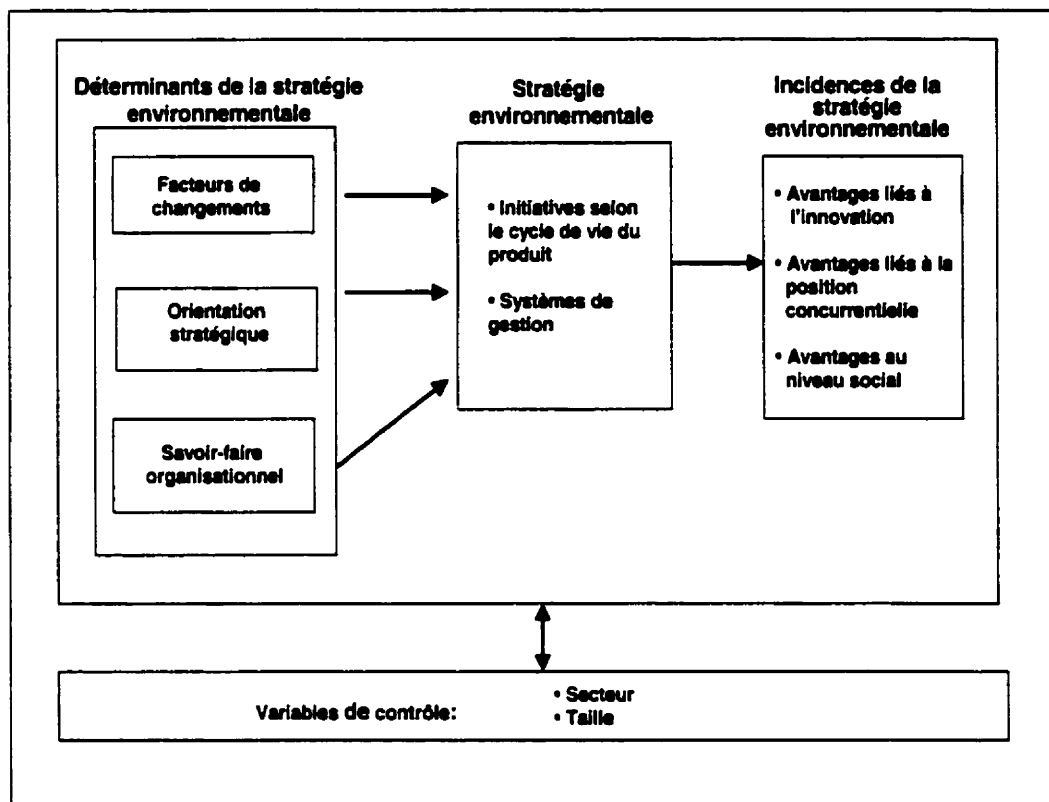 Déterminants de la stratégie
environnementale
Facteurs de
changements
Orientation
stratégique
Savoir-faire
organisationnel
Stratégie
environnementale
• Initiatives selon
le cycle de vie du
produit
• Systèmes de
gestion
Incidences de la
stratégie
environnementale
• Avantages liés à
l'innovation
• Avantages liés à la
position
concurrentielle
• Avantages au
niveau social
Variables de contrôle:
• Secteur
• Taille